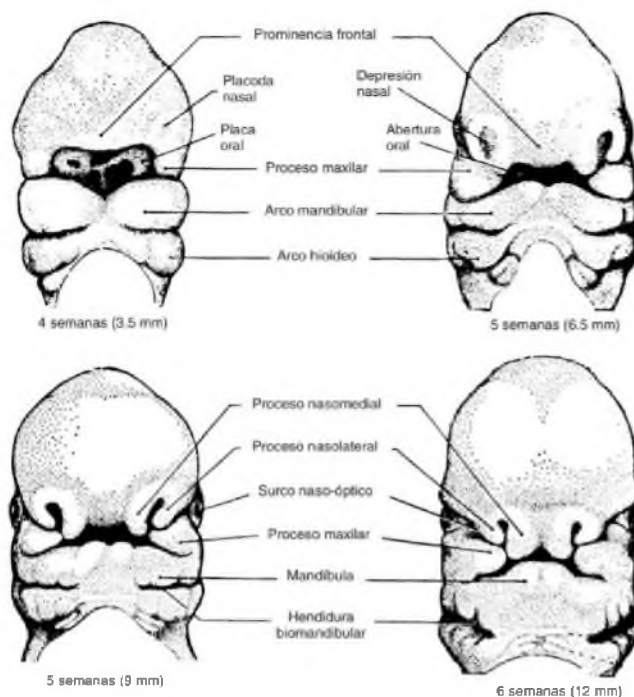 Prominencia frontal
Placoda
nasal
Depresión
nasal
Placa
oral
Abertura
oral
Proceso maxilar
Arco mandibular
Arco hioideo
4 semanas (3.5 mm)
5 semanas (6.5 mm)
Proceso nasomedial
Proceso nasolateral
Surco naso-óptico
Proceso maxilar
Mandíbula
Hendidura
biomandibular
5 semanas (9 mm)
6 semanas (12 mm)